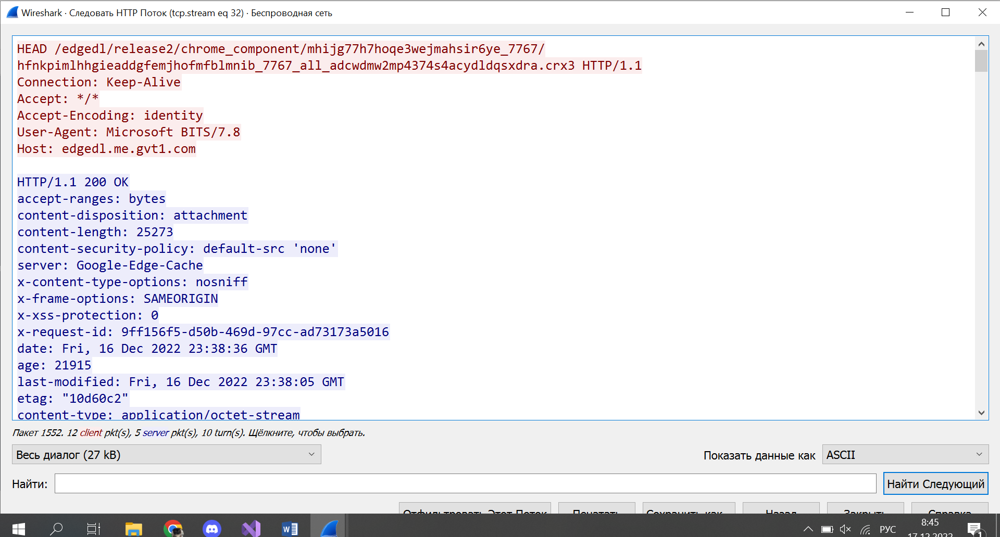 Wireshark · Следовать HTTP Поток (tcp.stream eq 32) · Беспроводная сеть
HEAD /edgedl/release2/chrome_component/mhijg77h7hoqe3wejmahsir6ye_7767/
hfnkpimlhhgieaddgfemjhofmfblmnib_7767_all_adcwdmw2mp4374s4acydldqsxdra.crx3 HTTP/1.1
Connection: Keep-Alive
Accept: */*
Accept-Encoding: identity
User-Agent: Microsoft BITS/7.8
Host: edgedl.me.gvt1.com
HTTP/1.1 200 OK
accept-ranges: bytes
content-disposition: attachment
content-length: 25273
content-security-policy: default-src 'none'
server: Google-Edge-Cache
x-content-type-options: nosniff
x-frame-options: SAMEORIGIN
x-xss-protection: 0
x-request-id: 9ff156f5-d50b-469d-97cc-ad73173a5016
date: Fri, 16 Dec 2022 23:38:36 GMT
age: 21915
last-modified: Fri, 16 Dec 2022 23:38:05 GMT
etag: "10d60c2"
content-type: application/octet-stream
Пакет 1552. 12 client pkt(s), 5 server pkt(s), 10 turn(s). Щёлкните, чтобы выбрать.
Весь диалог (27 kB)
Показать данные как ASCII
Найти:
Найти Следующий
Отфильтровать Этот Поток Печатать Сохранить как… Назад Закрыть Справка
W
РУС
8:45
17.12.2022
1